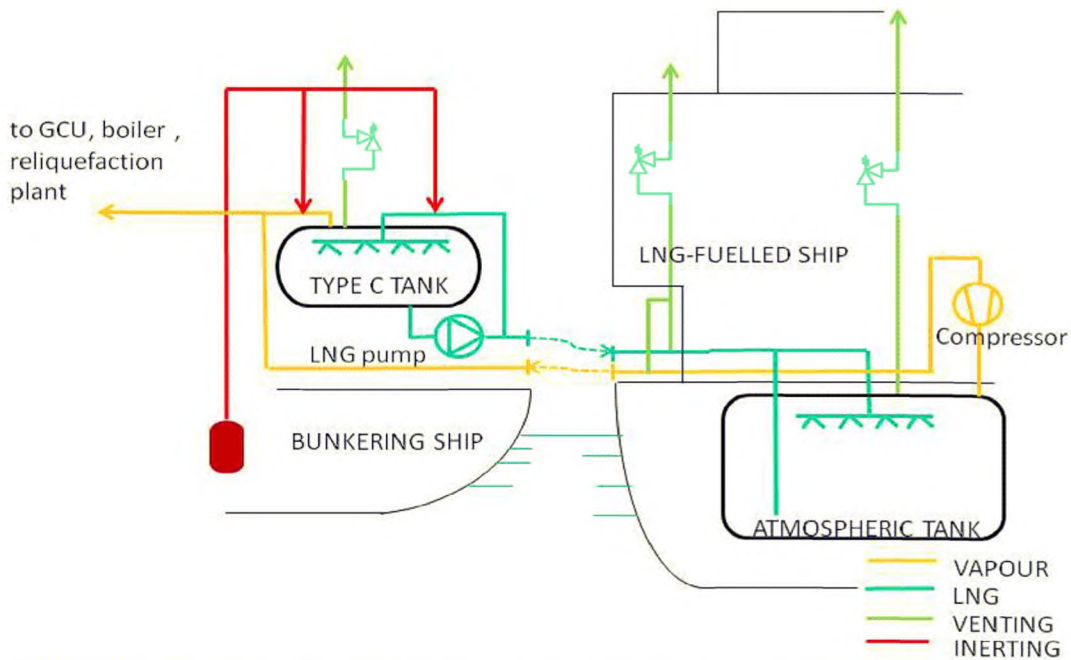 to GCU, boiler ,
reliquefaction
plant
TYPE C TANK
LNG pump
BUNKERING SHIP
LNG-FUELLED SHIP
Compressor
ATMOSPHERIC TANK
VAPOUR
LNG
VENTING
INERTING